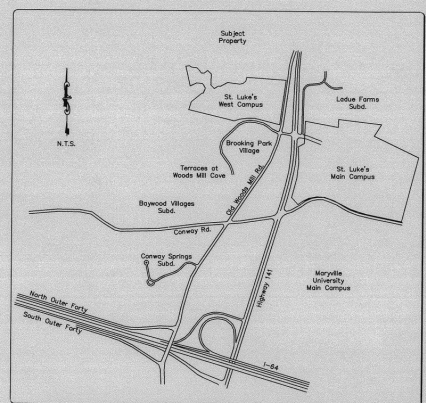 Subject
Property
St. Luke's
West Campus
Ladue Farms
Subd.
N.T.S.
Brooking Park
Village
St. Luke's
Main Campus
Terraces at
Woods Mill Cove
Old Woods Mill Rd.
Baywood Villages
Subd.
Conway Rd.
Conway Springs
Subd.
Highway 141
Maryville
University
Main Campus
North Outer Forty
South Outer Forty
I-64